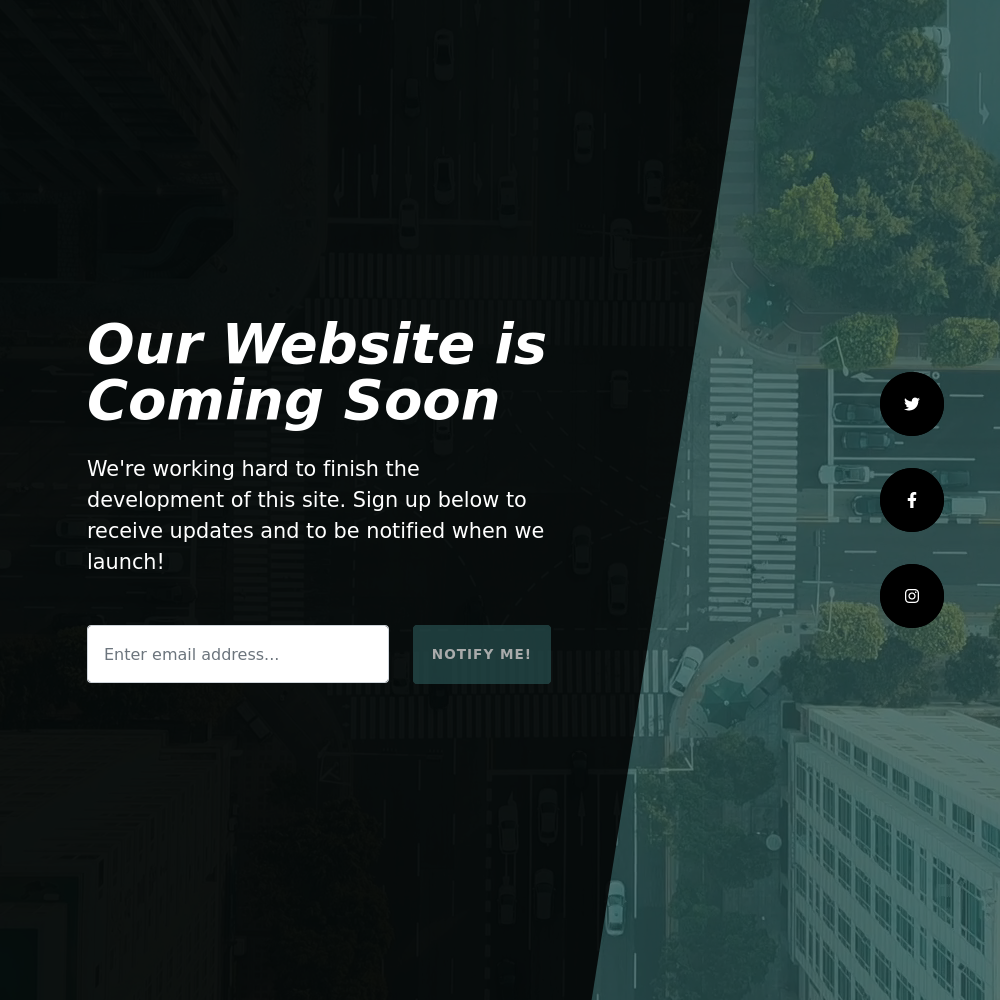 Our Website is
Coming Soon
We're working hard to finish the
development of this site. Sign up below to
receive updates and to be notified when we
launch!
Enter email address...
NOTIFY ME!